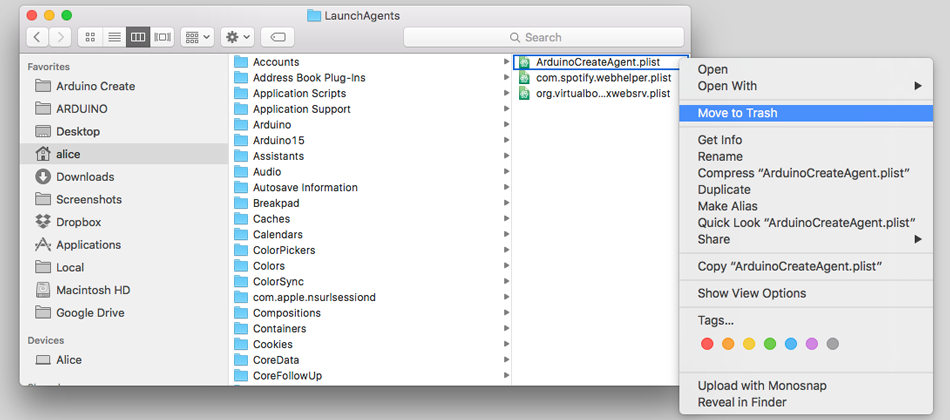 LaunchAgents
Search
Favorites
Arduino Create
ARDUINO
Desktop
alice
Downloads
Screenshots
Dropbox
Applications
Local
Macintosh HD
Google Drive
Devices
Alice
Accounts
Address Book Plug-Ins
Application Scripts
Application Support
Arduino
Arduino15
Assistants
Audio
Autosave Information
Breakpad
Caches
Calendars
ColorPickers
Colors
ColorSync
com.apple.nsurlsessiond
Compositions
Containers
Cookies
CoreData
CoreFollowUp
ArduinoCreateAgent.plist
com.spotify.webhelper.plist
org.virtualbo...xwebsrv.plist
Open
Open With
Move to Trash
Get Info
Rename
Compress “ArduinoCreateAgent.plist”
Duplicate
Make Alias
Quick Look “ArduinoCreateAgent.plist”
Share
Copy “ArduinoCreateAgent.plist”
Show View Options
Tags...
Upload with Monosnap
Reveal in Finder